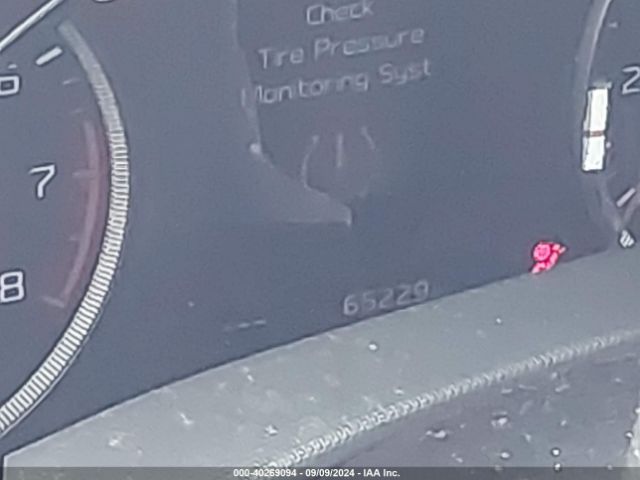 Check
Tire Pressure
Monitoring Syst
6
7
8
2
65229
000-40269094 - 09/09/2024 - IAA Inc.